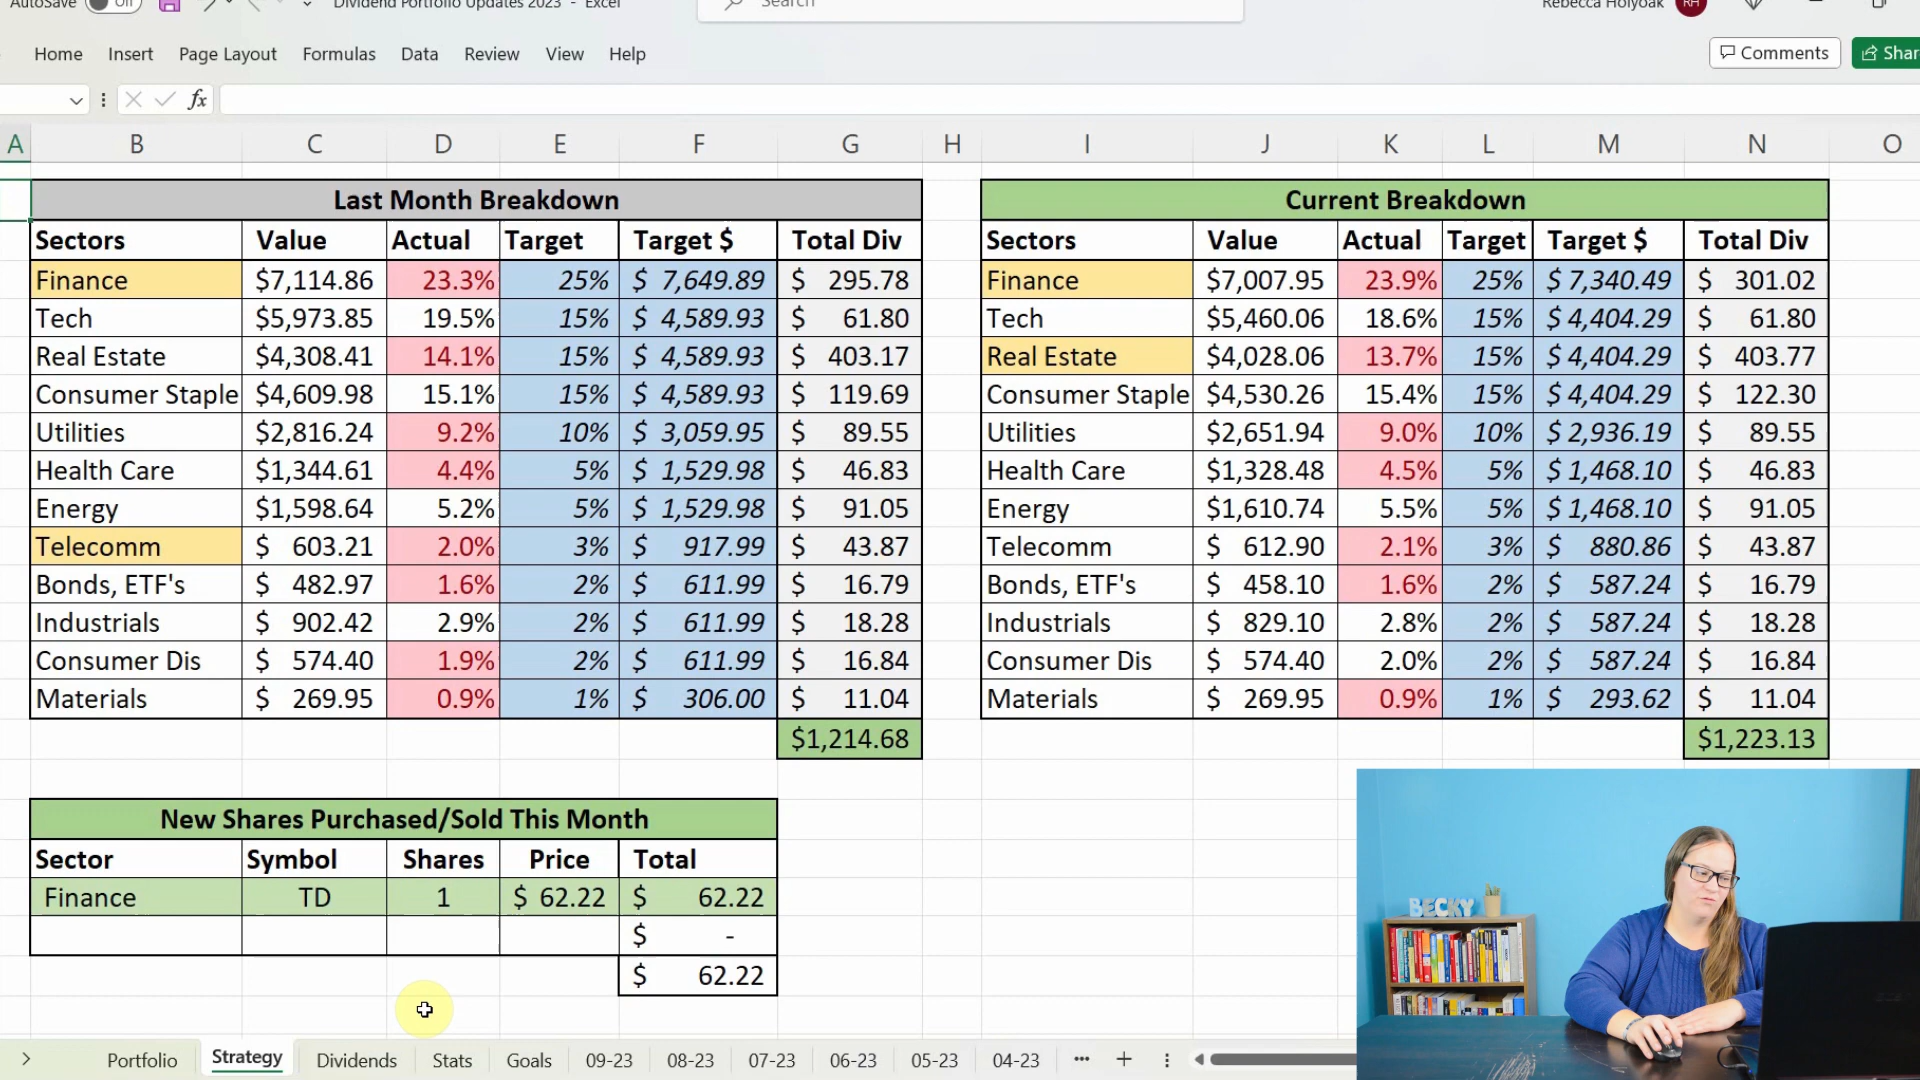 AutoSave Off Dividend Portfolio Updates 2023 - Excel Search Rebecca Holyoak RH
Home Insert Page Layout Formulas Data Review View Help Comments Shar
fx
A B C D E F G H I J K L M N O
Last Month Breakdown
Sectors Value Actual Target Target $ Total Div
Finance $7,114.86 23.3% 25% $ 7,649.89 $ 295.78
Tech $5,973.85 19.5% 15% $ 4,589.93 $ 61.80
Real Estate $4,308.41 14.1% 15% $ 4,589.93 $ 403.17
Consumer Staple $4,609.98 15.1% 15% $ 4,589.93 $ 119.69
Utilities $2,816.24 9.2% 10% $ 3,059.95 $ 89.55
Health Care $1,344.61 4.4% 5% $ 1,529.98 $ 46.83
Energy $1,598.64 5.2% 5% $ 1,529.98 $ 91.05
Telecomm $ 603.21 2.0% 3% $ 917.99 $ 43.87
Bonds, ETF's $ 482.97 1.6% 2% $ 611.99 $ 16.79
Industrials $ 902.42 2.9% 2% $ 611.99 $ 18.28
Consumer Dis $ 574.40 1.9% 2% $ 611.99 $ 16.84
Materials $ 269.95 0.9% 1% $ 306.00 $ 11.04
$1,214.68
Current Breakdown
Sectors Value Actual Target Target $ Total Div
Finance $7,007.95 23.9% 25% $ 7,340.49 $ 301.02
Tech $5,460.06 18.6% 15% $ 4,404.29 $ 61.80
Real Estate $4,028.06 13.7% 15% $ 4,404.29 $ 403.77
Consumer Staple $4,530.26 15.4% 15% $ 4,404.29 $ 122.30
Utilities $2,651.94 9.0% 10% $ 2,936.19 $ 89.55
Health Care $1,328.48 4.5% 5% $ 1,468.10 $ 46.83
Energy $1,610.74 5.5% 5% $ 1,468.10 $ 91.05
Telecomm $ 612.90 2.1% 3% $ 880.86 $ 43.87
Bonds, ETF's $ 458.10 1.6% 2% $ 587.24 $ 16.79
Industrials $ 829.10 2.8% 2% $ 587.24 $ 18.28
Consumer Dis $ 574.40 2.0% 2% $ 587.24 $ 16.84
Materials $ 269.95 0.9% 1% $ 293.62 $ 11.04
$1,223.13
New Shares Purchased/Sold This Month
Sector Symbol Shares Price Total
Finance TD 1 $ 62.22 $ 62.22
$ -
$ 62.22
BECKY
Portfolio Strategy Dividends Stats Goals 09-23 08-23 07-23 06-23 05-23 04-23 ... +